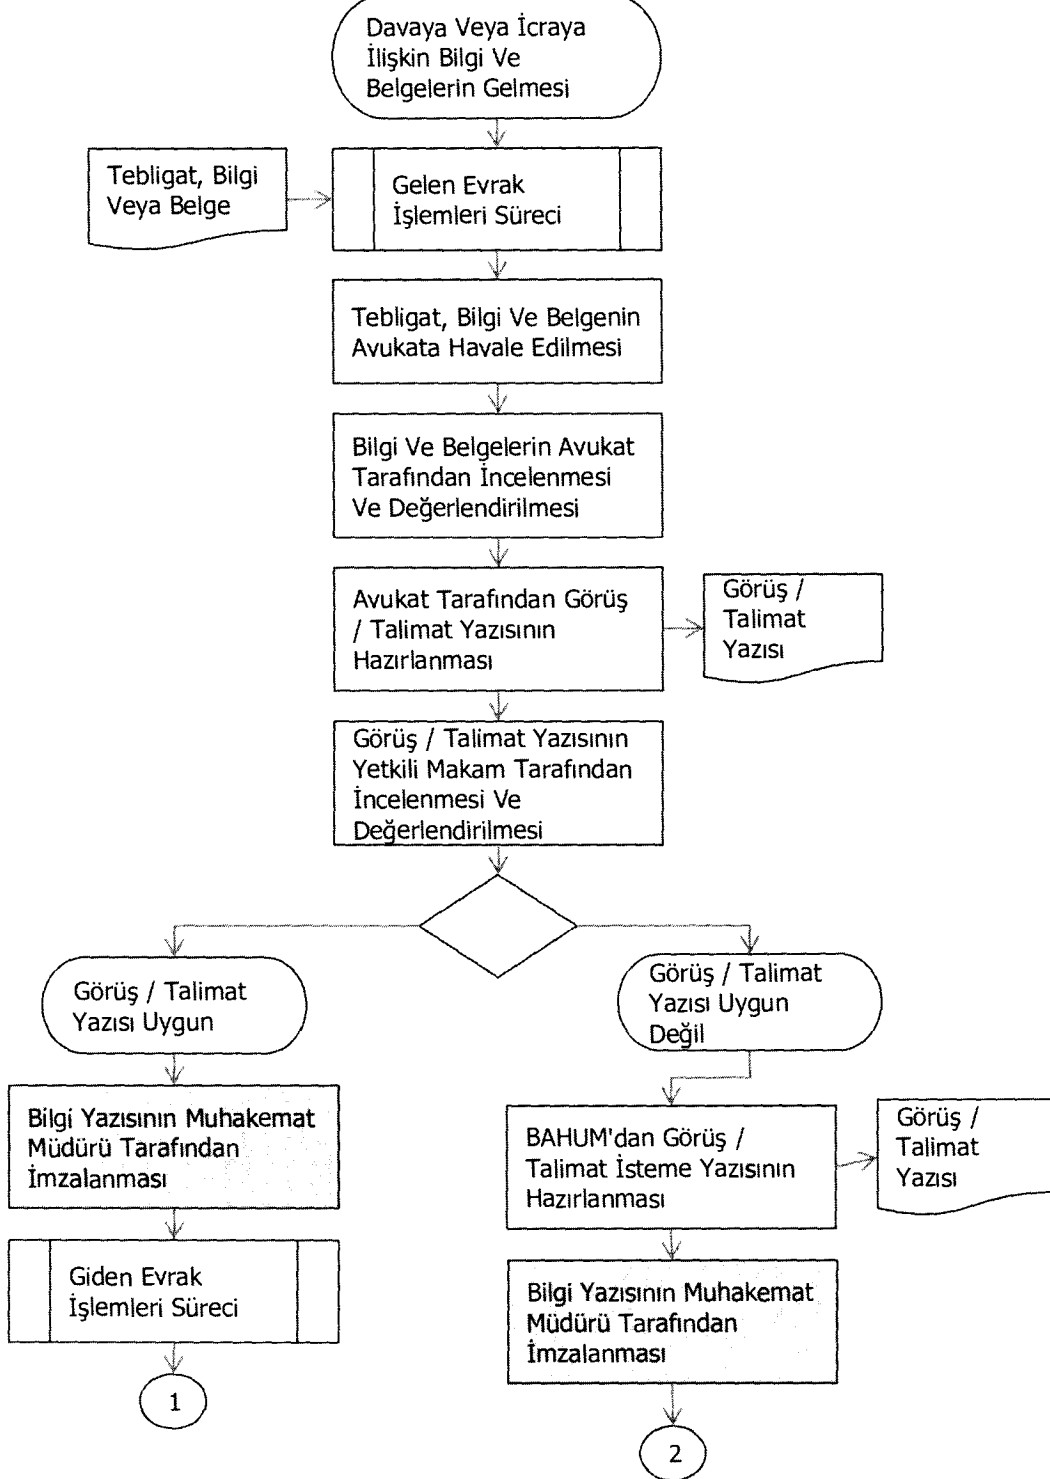 Davaya Veya İcraya
İlişkin Bilgi Ve
Belgelerin Gelmesi
Tebligat, Bilgi
Veya Belge
Gelen Evrak
İşlemleri Süreci
Tebligat, Bilgi Ve Belgenin
Avukata Havale Edilmesi
Bilgi Ve Belgelerin Avukat
Tarafından İncelenmesi
Ve Değerlendirilmesi
Avukat Tarafından Görüş
/ Talimat Yazısının
Hazırlanması
Görüş /
Talimat
Yazısı
Görüş / Talimat Yazısının
Yetkili Makam Tarafından
İncelenmesi Ve
Değerlendirilmesi
Görüş / Talimat
Yazısı Uygun
Görüş / Talimat
Yazısı Uygun
Değil
Bilgi Yazısının Muhakemat
Müdürü Tarafından
İmzalanması
BAHUM'dan Görüş /
Talimat İsteme Yazısının
Hazırlanması
Görüş /
Talimat
Yazısı
Giden Evrak
İşlemleri Süreci
Bilgi Yazısının Muhakemat
Müdürü Tarafından
İmzalanması
1
2